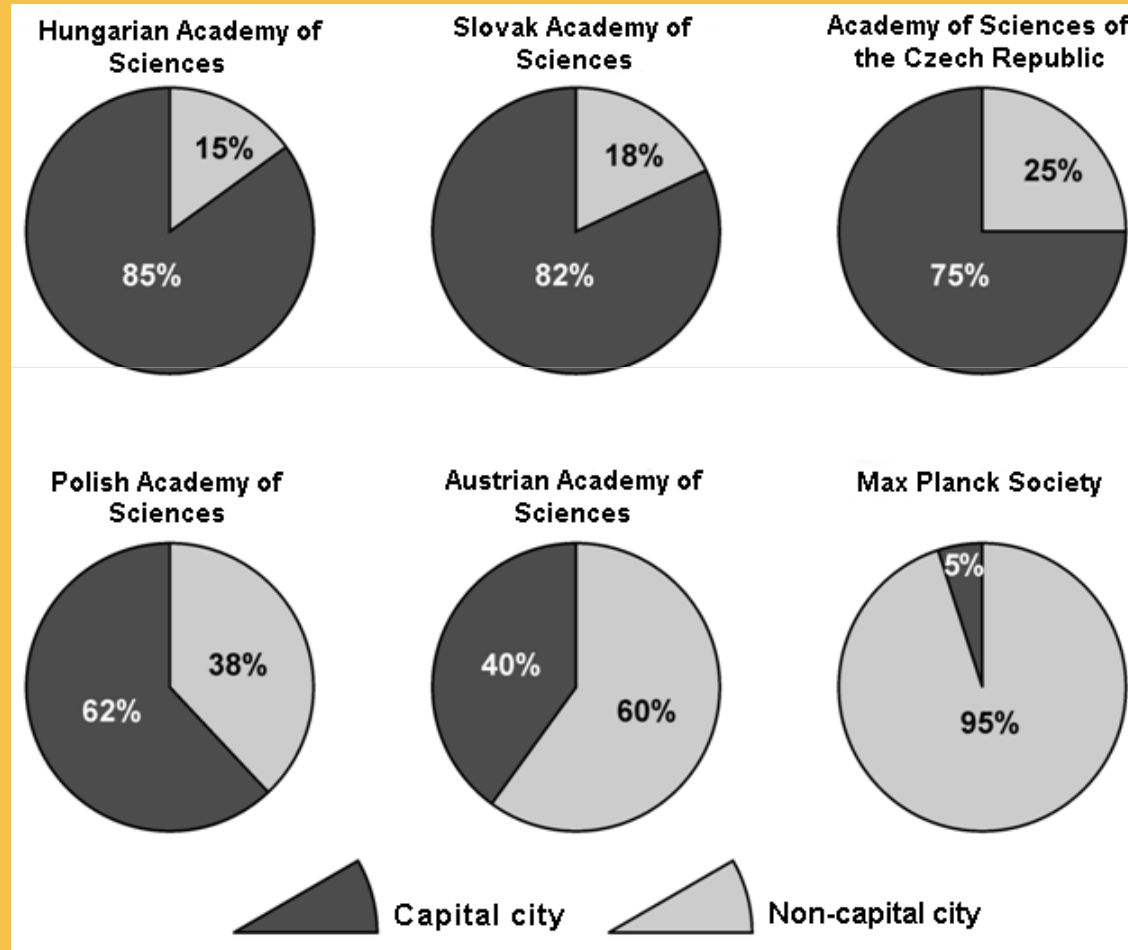 Hungarian Academy of
Sciences
15%
85%
Slovak Academy of
Sciences
18%
82%
Academy of Sciences of
the Czech Republic
25%
75%
Polish Academy of
Sciences
38%
62%
Austrian Academy of
Sciences
40%
60%
Max Planck Society
5%
95%
Capital city
Non-capital city